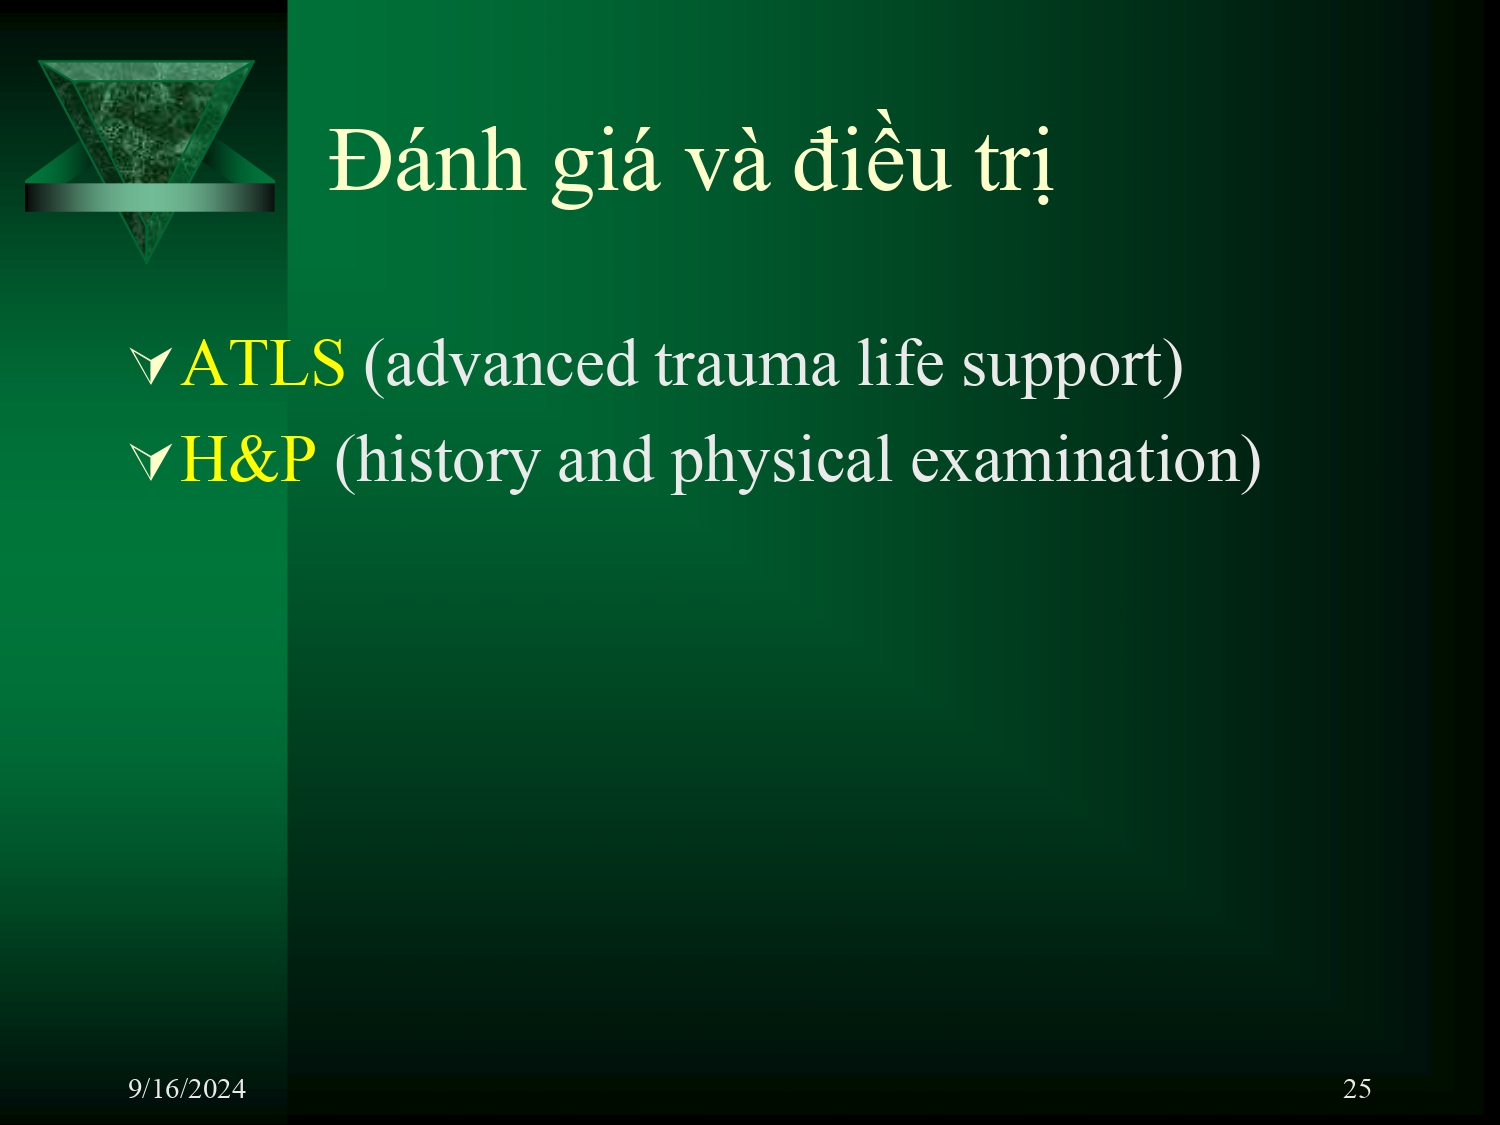 Đánh giá và điều trị
ATLS (advanced trauma life support)
H&P (history and physical examination)
9/16/2024
25